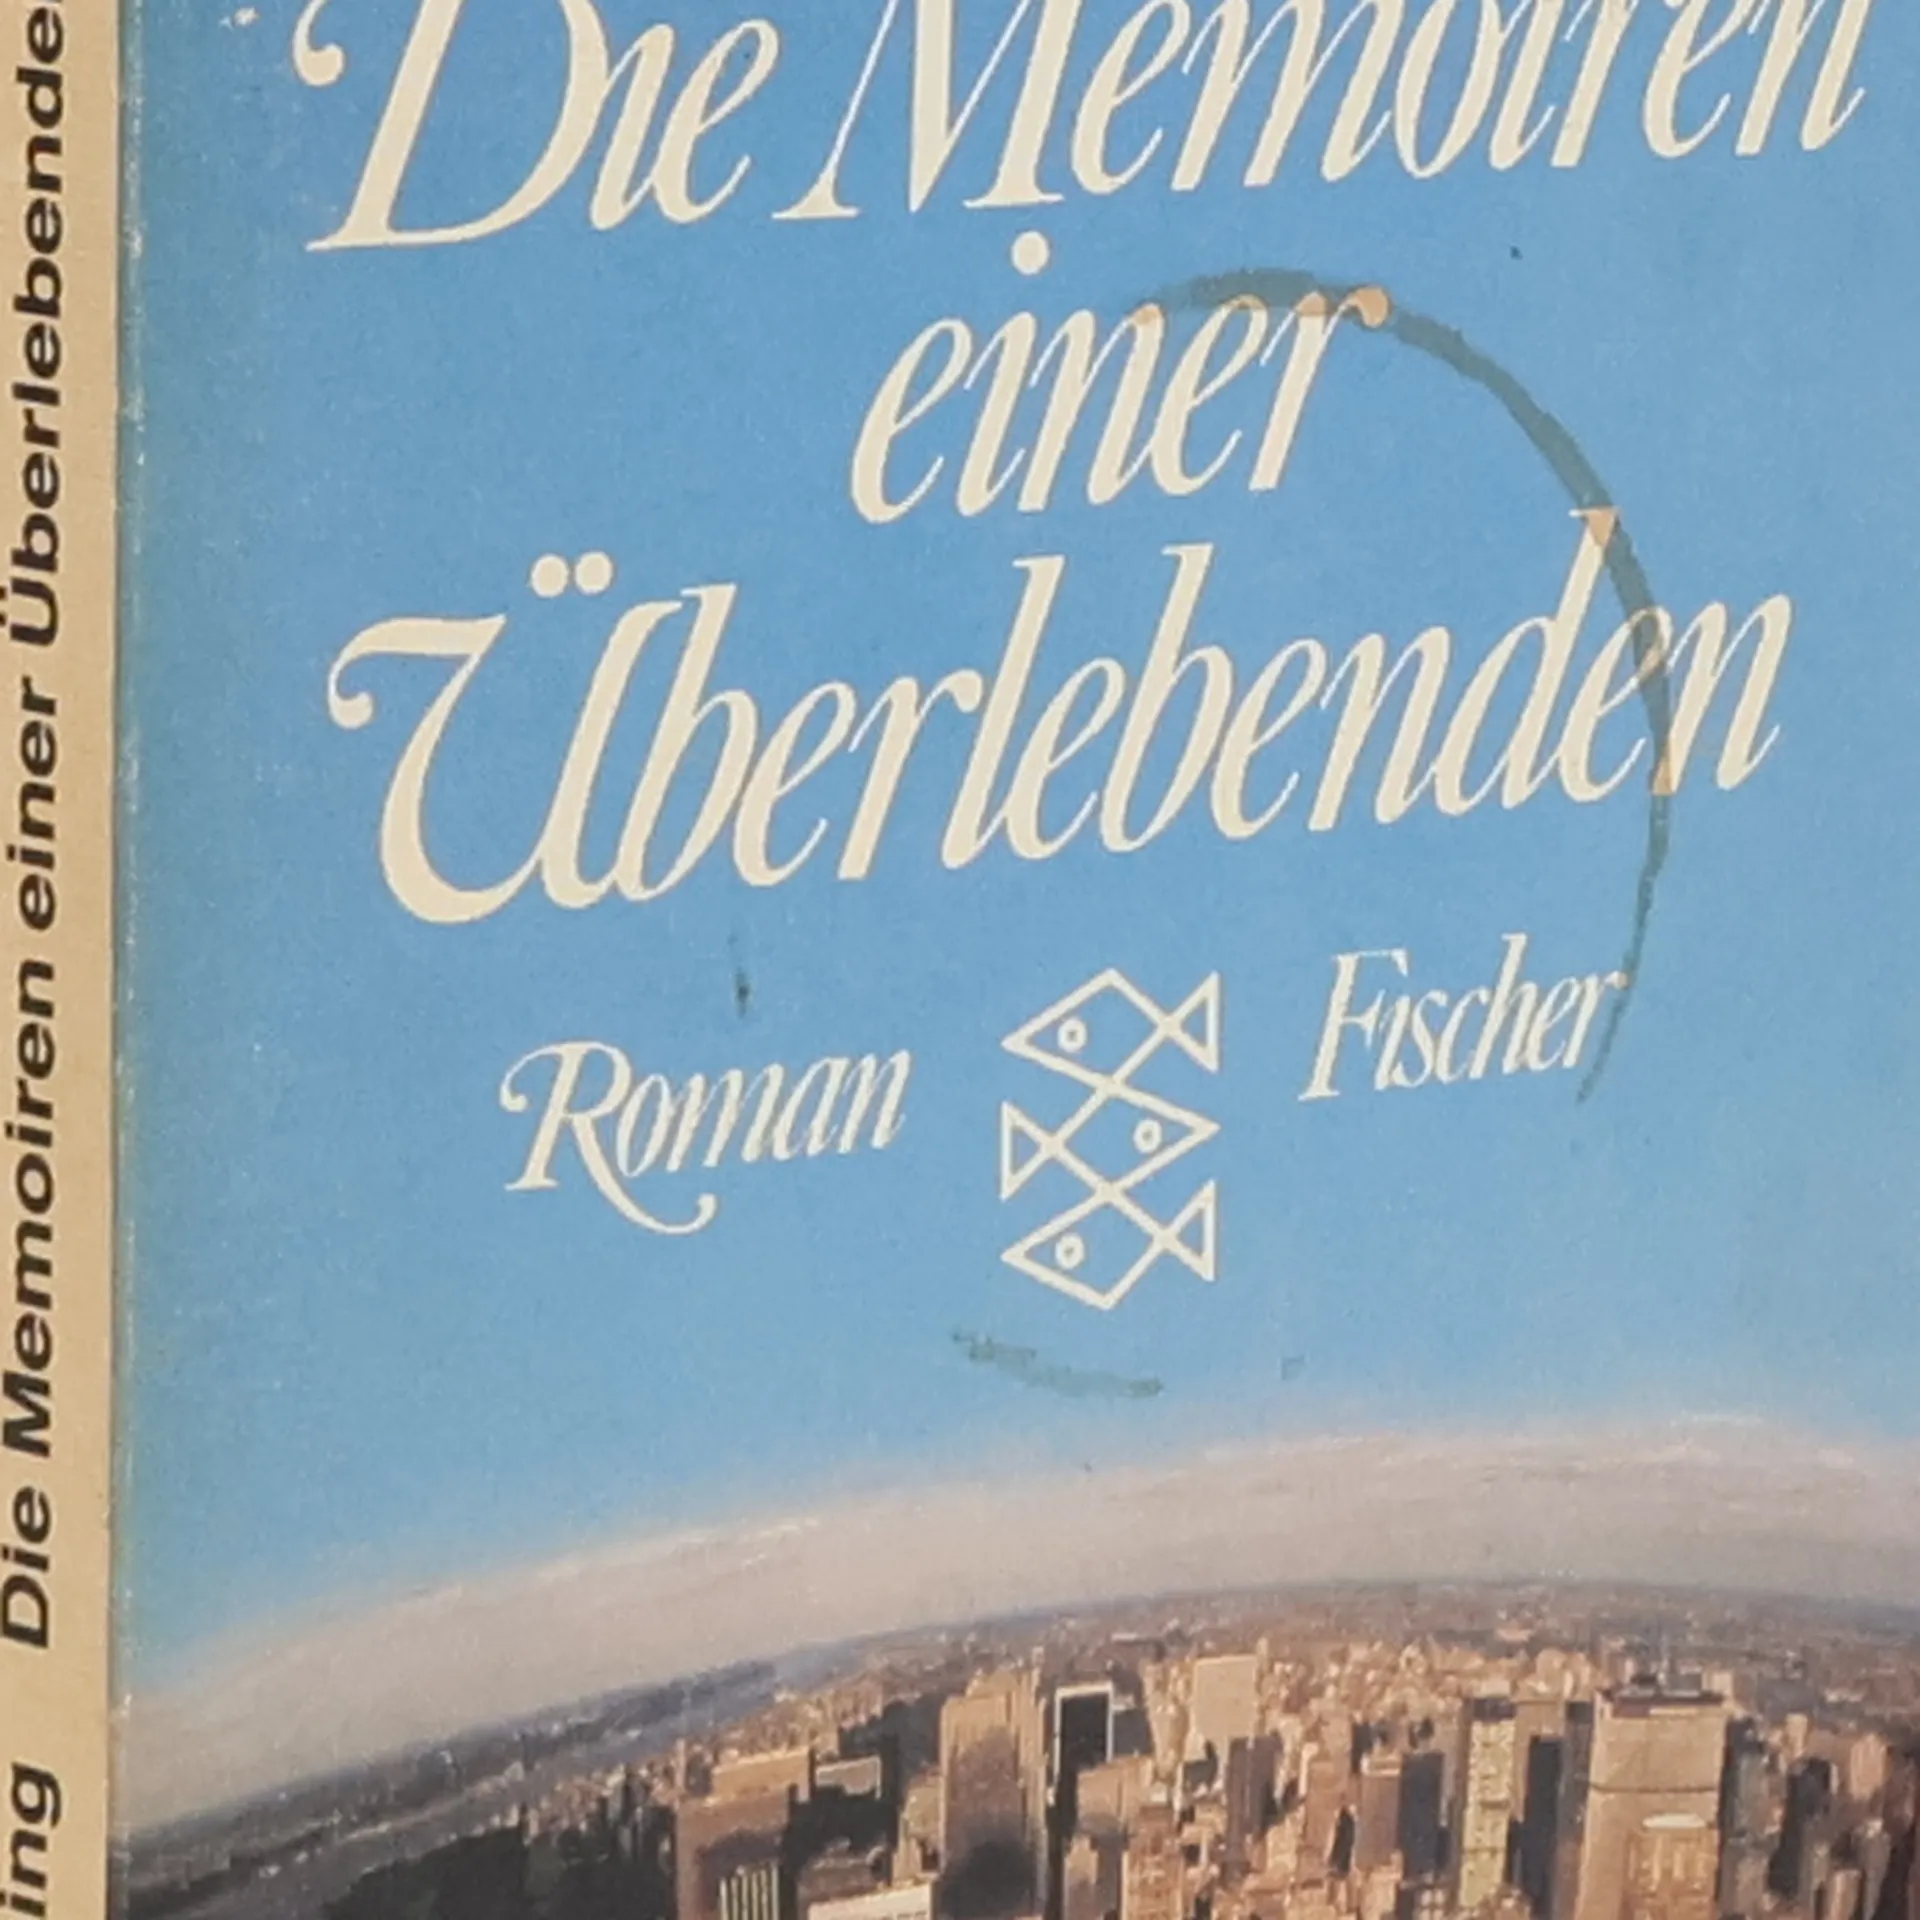 Die Memoiren
einer
Überlebenden
Roman Fischer
ing Die Memoiren einer Überlebenden